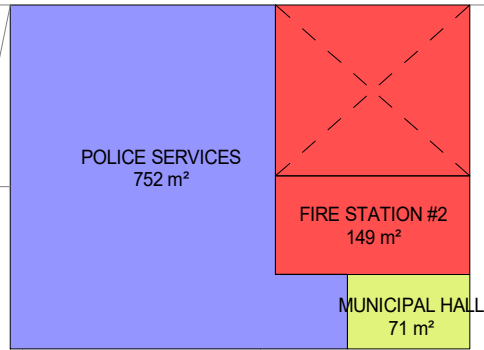 POLICE SERVICES
752 m²
FIRE STATION #2
149 m²
MUNICIPAL HALL
71 m²